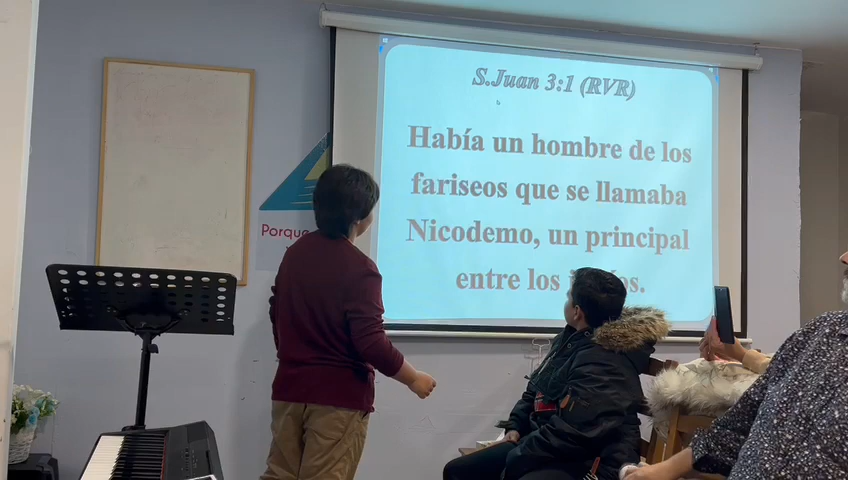 S.Juan 3:1 (RVR)
Había un hombre de los
fariseos que se llamaba
Nicodemo, un principal
entre los
Porque